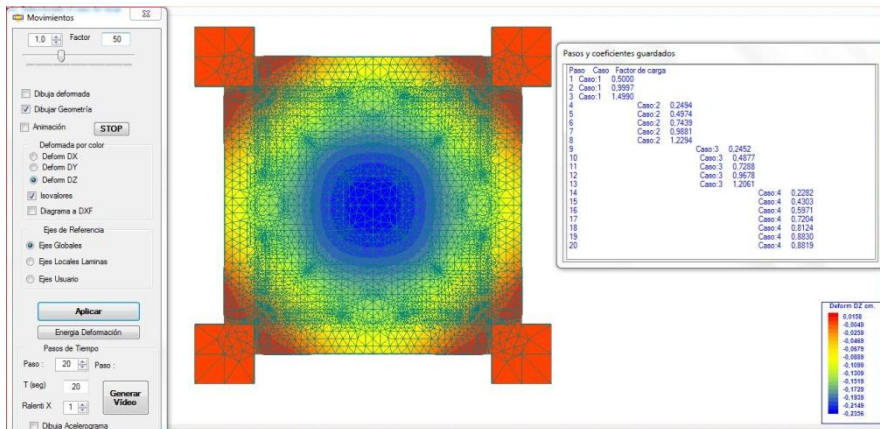 Movimientos
1,0 Factor 50
Dibuja deformada
Dibujar Geometría
Animación STOP
Deformada por color
Deform DX
Deform DY
Deform DZ
Isovalores
Diagrama a DXF
Ejes de Referencia
Ejes Globales
Ejes Locales Laminas
Ejes Usuario
Aplicar
Energia Deformación
Pasos de Tiempo
Paso : 20 Paso :
T (seg) 20
Generar Vídeo
Ralenti X 1
Dibuja Acelerograma
Pasos y coeficientes guardados
Paso Caso Factor de carga
1 Caso:1 0,5000
2 Caso:1 0,9997
3 Caso:1 1,4990
4 Caso:2 0,2494
5 Caso:2 0,4974
6 Caso:2 0,7439
7 Caso:2 0,9881
8 Caso:2 1,2294
9 Caso:3 0,2452
10 Caso:3 0,4877
11 Caso:3 0,7288
12 Caso:3 0,9678
13 Caso:3 1,2061
14 Caso:4 0,2282
15 Caso:4 0,4303
16 Caso:4 0,5971
17 Caso:4 0,7204
18 Caso:4 0,8124
19 Caso:4 0,8830
20 Caso:4 0,8819
Deform DZ cm.
0,0158
-0,0049
-0,0259
-0,0469
-0,0679
-0,0889
-0,1099
-0,1309
-0,1519
-0,1729
-0,1939
-0,2149
-0,2356